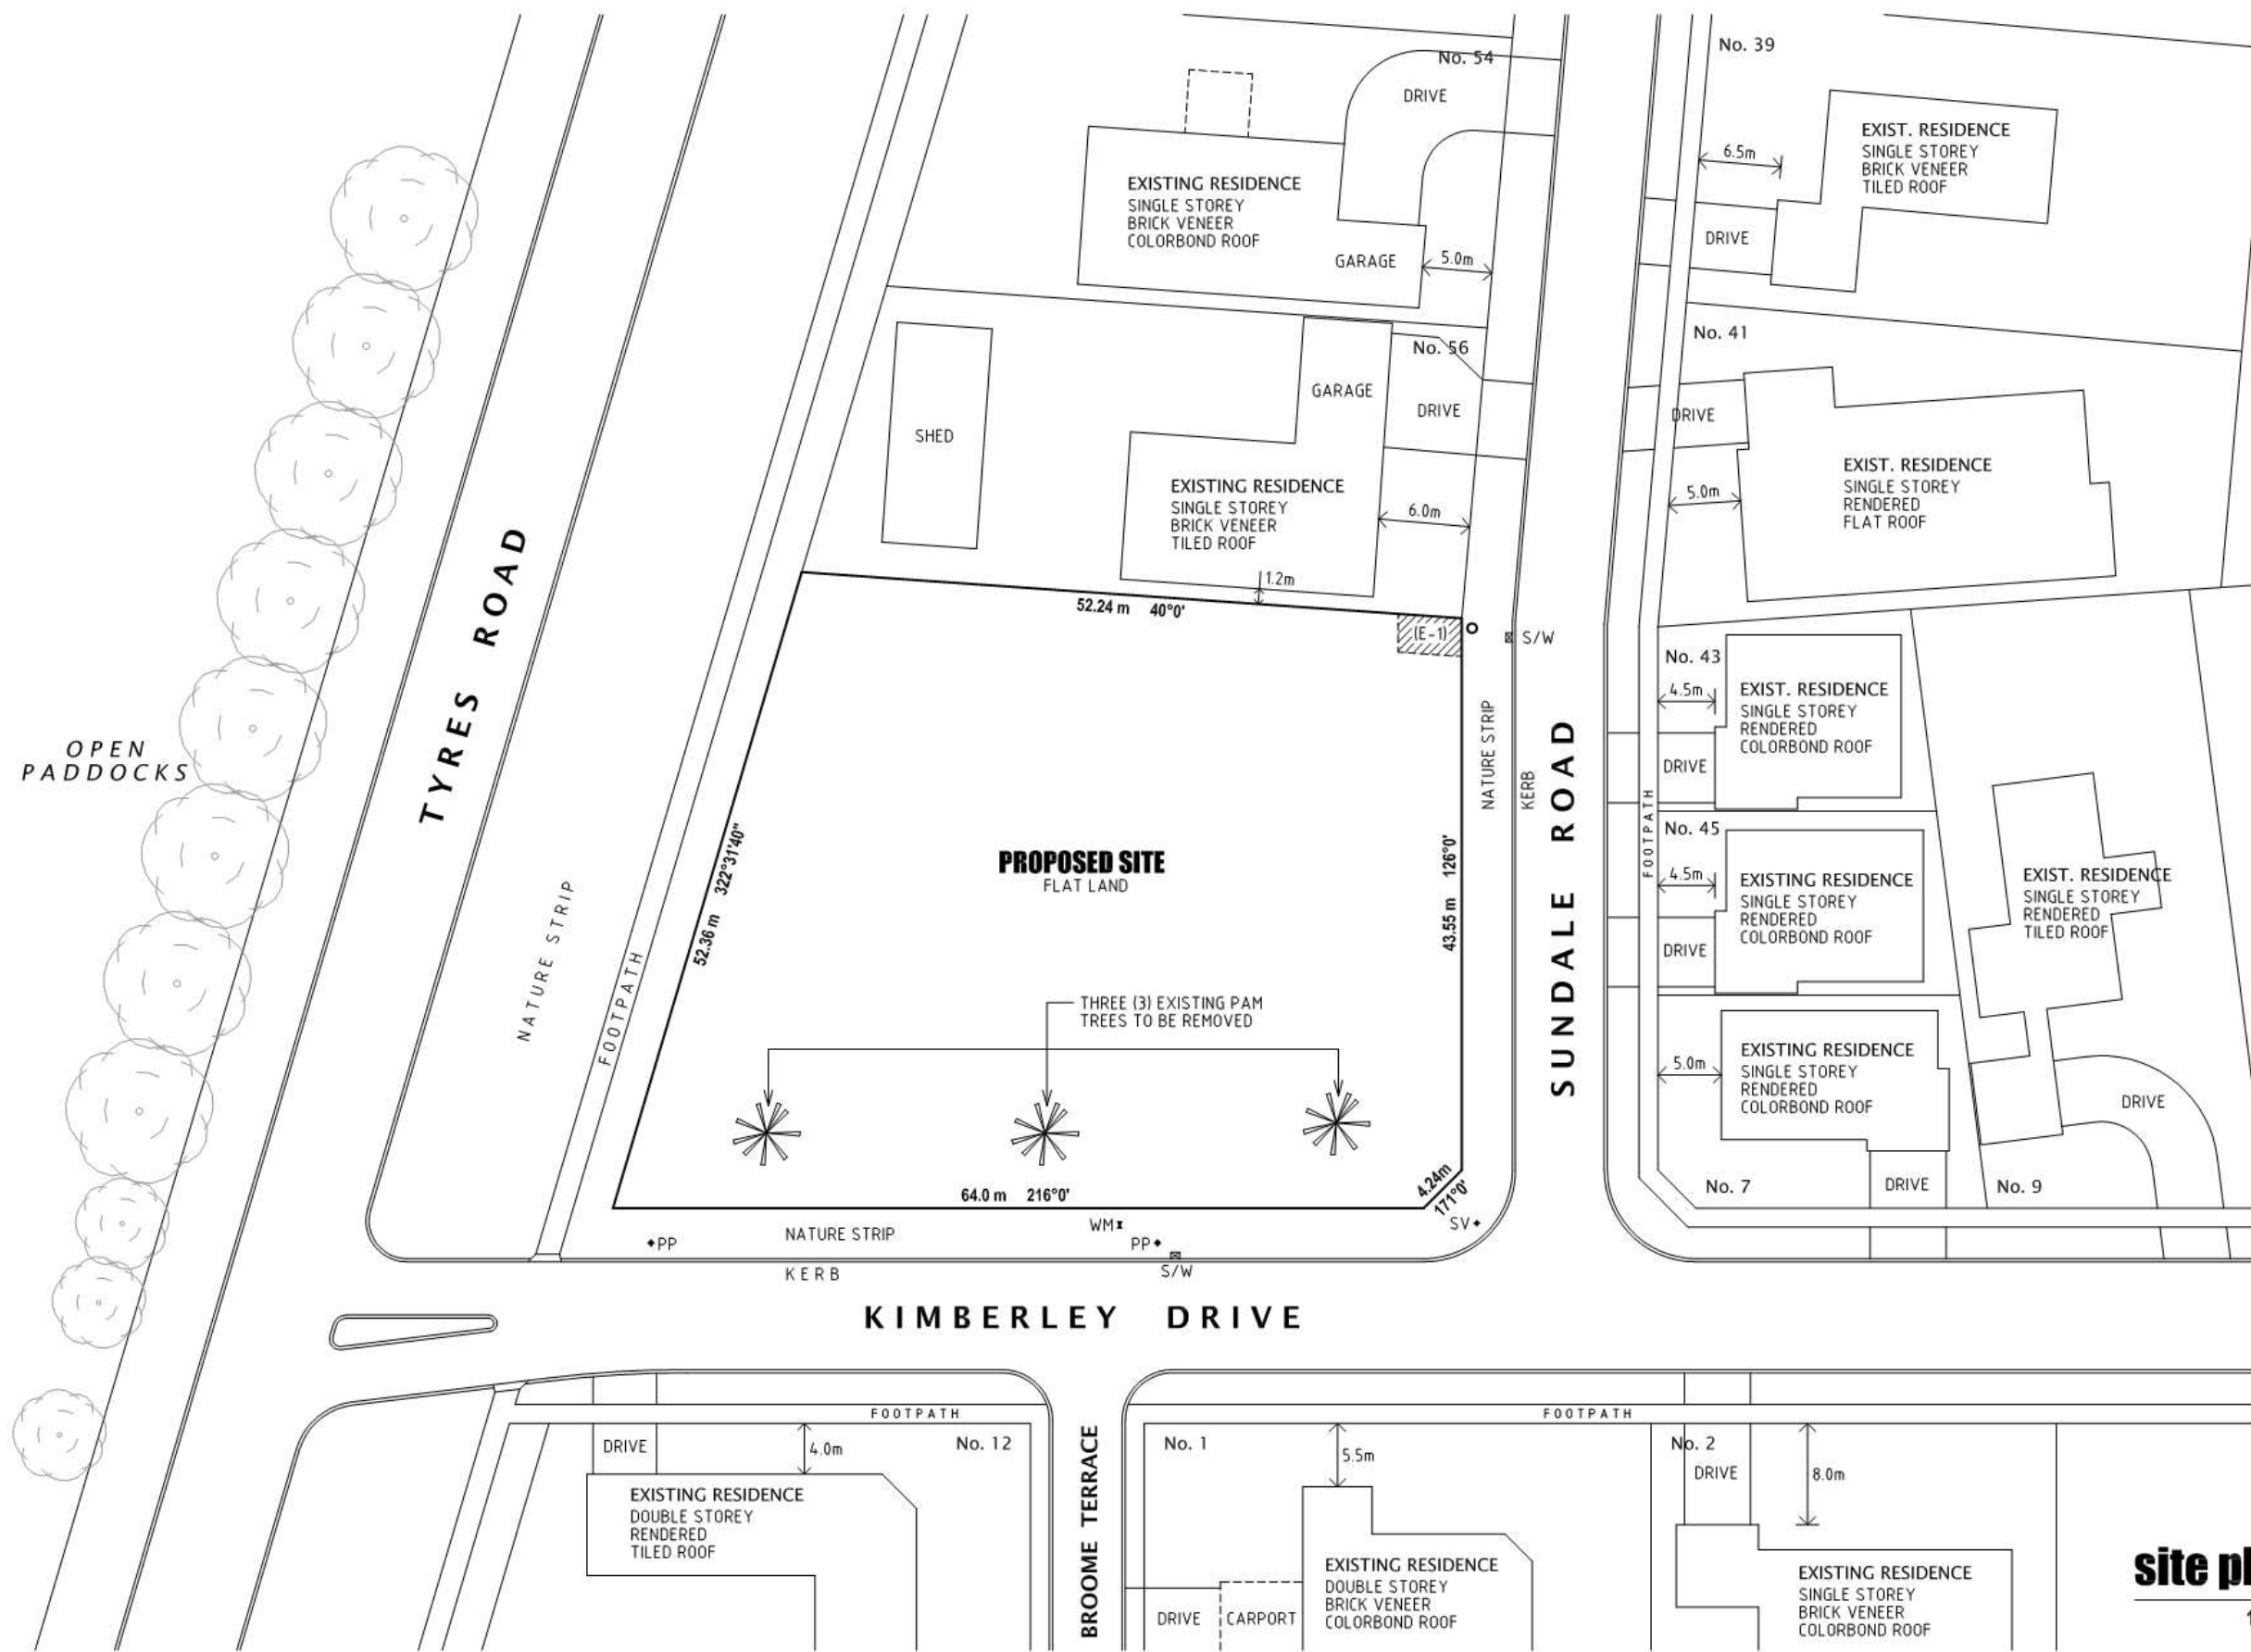 No. 54
DRIVE
EXISTING RESIDENCE
SINGLE STOREY
BRICK VENEER
COLORBOND ROOF
GARAGE
5.0m
No. 39
6.5m
EXIST. RESIDENCE
SINGLE STOREY
BRICK VENEER
TILED ROOF
DRIVE
No. 56
GARAGE
DRIVE
SHED
EXISTING RESIDENCE
SINGLE STOREY
BRICK VENEER
TILED ROOF
6.0m
1.2m
No. 41
DRIVE
5.0m
EXIST. RESIDENCE
SINGLE STOREY
RENDERED
FLAT ROOF
OPEN
PADDOCKS
TYRES ROAD
NATURE STRIP
FOOTPATH
52.24 m 40°0'
(E-1)
S/W
52.36 m 322°31'40"
PROPOSED SITE
FLAT LAND
43.55 m 126°0'
NATURE STRIP
KERB
SUNDALE ROAD
FOOTPATH
THREE (3) EXISTING PAM
TREES TO BE REMOVED
64.0 m 216°0'
4.24m
171°0'
No. 43
4.5m
EXIST. RESIDENCE
SINGLE STOREY
RENDERED
COLORBOND ROOF
DRIVE
No. 45
4.5m
EXISTING RESIDENCE
SINGLE STOREY
RENDERED
COLORBOND ROOF
DRIVE
EXIST. RESIDENCE
SINGLE STOREY
RENDERED
TILED ROOF
5.0m
EXISTING RESIDENCE
SINGLE STOREY
RENDERED
COLORBOND ROOF
DRIVE
No. 7
DRIVE
No. 9
PP
NATURE STRIP
WM
PP
SV
KERB
S/W
KIMBERLEY DRIVE
FOOTPATH
FOOTPATH
DRIVE
4.0m
No. 12
EXISTING RESIDENCE
DOUBLE STOREY
RENDERED
TILED ROOF
BROOME TERRACE
No. 1
5.5m
EXISTING RESIDENCE
DOUBLE STOREY
BRICK VENEER
COLORBOND ROOF
DRIVE
CARPORT
No. 2
DRIVE
8.0m
EXISTING RESIDENCE
SINGLE STOREY
BRICK VENEER
COLORBOND ROOF
site